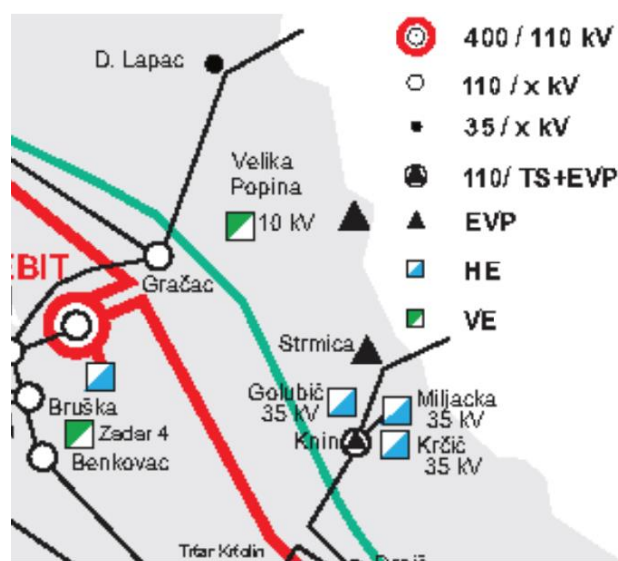 D. Lapac
400 / 110 kV
110 / x kV
35 / x kV
110/ TS+EVP
EVP
HE
VE
Velika
Popina
10 kV
EBIT
Gračac
Strmica
Golubič
35 kV
Miljacka
35 kV
Knin
Krčić
35 kV
Bruška
Zadar 4
Benkovac